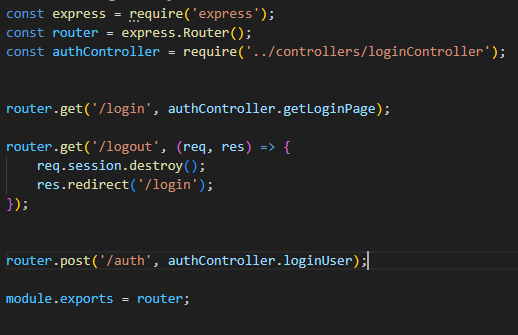 const express = require('express');
const router = express.Router();
const authController = require('../controllers/loginController');
router.get('/login', authController.getLoginPage);
router.get('/logout', (req, res) => {
    req.session.destroy();
    res.redirect('/login');
});
router.post('/auth', authController.loginUser);
module.exports = router;